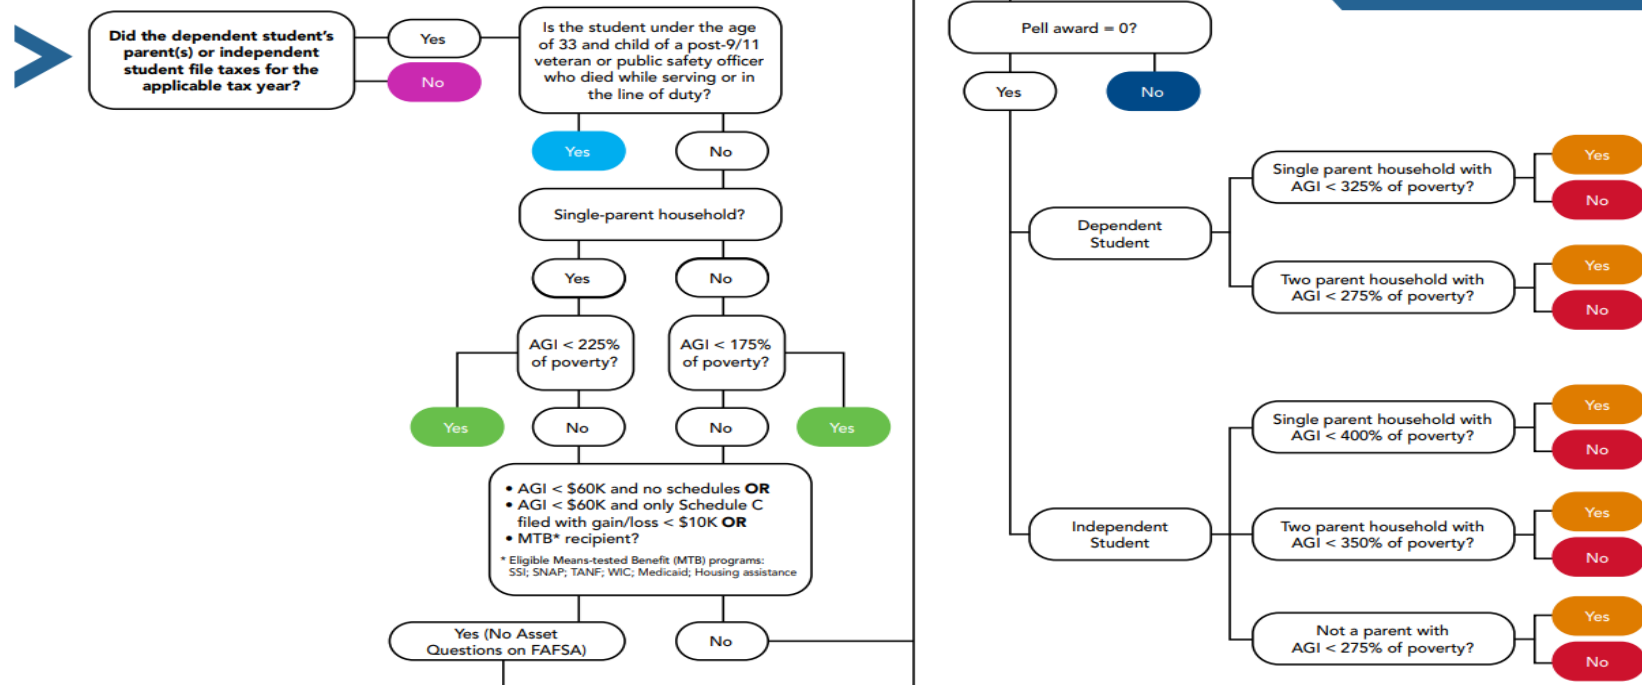 Did the dependent student's
parent(s) or independent
student file taxes for the
applicable tax year?
Yes
No
Is the student under the age
of 33 and child of a post-9/11
veteran or public safety officer
who died while serving or in
the line of duty?
Yes
No
Single-parent household?
Yes
No
AGI < 225%
of poverty?
AGI < 175%
of poverty?
Yes
No
No
Yes
• AGI < $60K and no schedules OR
• AGI < $60K and only Schedule C
filed with gain/loss < $10K OR
• MTB* recipient?
* Eligible Means-tested Benefit (MTB) programs:
SSI; SNAP; TANF; WIC; Medicaid; Housing assistance
Yes (No Asset
Questions on FAFSA)
No
Pell award = 0?
Yes
No
Dependent
Student
Single parent household with
AGI < 325% of poverty?
Yes
No
Two parent household with
AGI < 275% of poverty?
Yes
No
Independent
Student
Single parent household with
AGI < 400% of poverty?
Yes
No
Two parent household with
AGI < 350% of poverty?
Yes
No
Not a parent with
AGI < 275% of poverty?
Yes
No